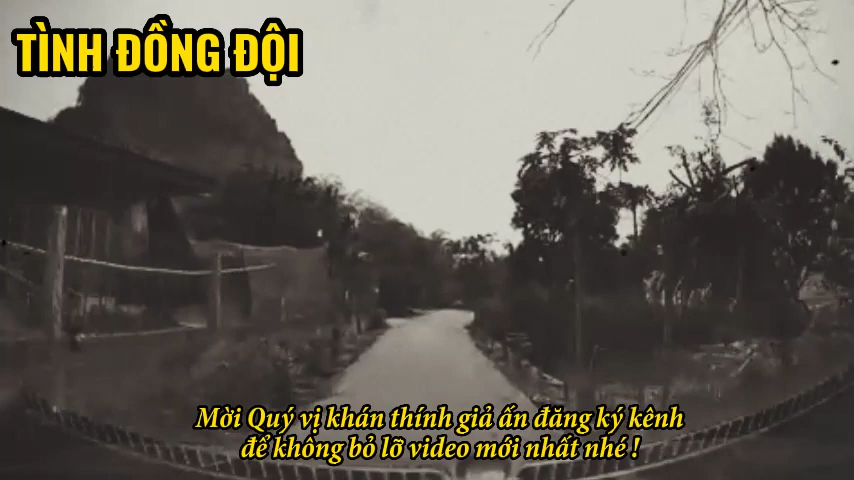 TÌNH ĐỒNG ĐỘI
Mời Quý vị khán thính giả ấn đăng ký kênh
để không bỏ lỡ video mới nhất nhé !